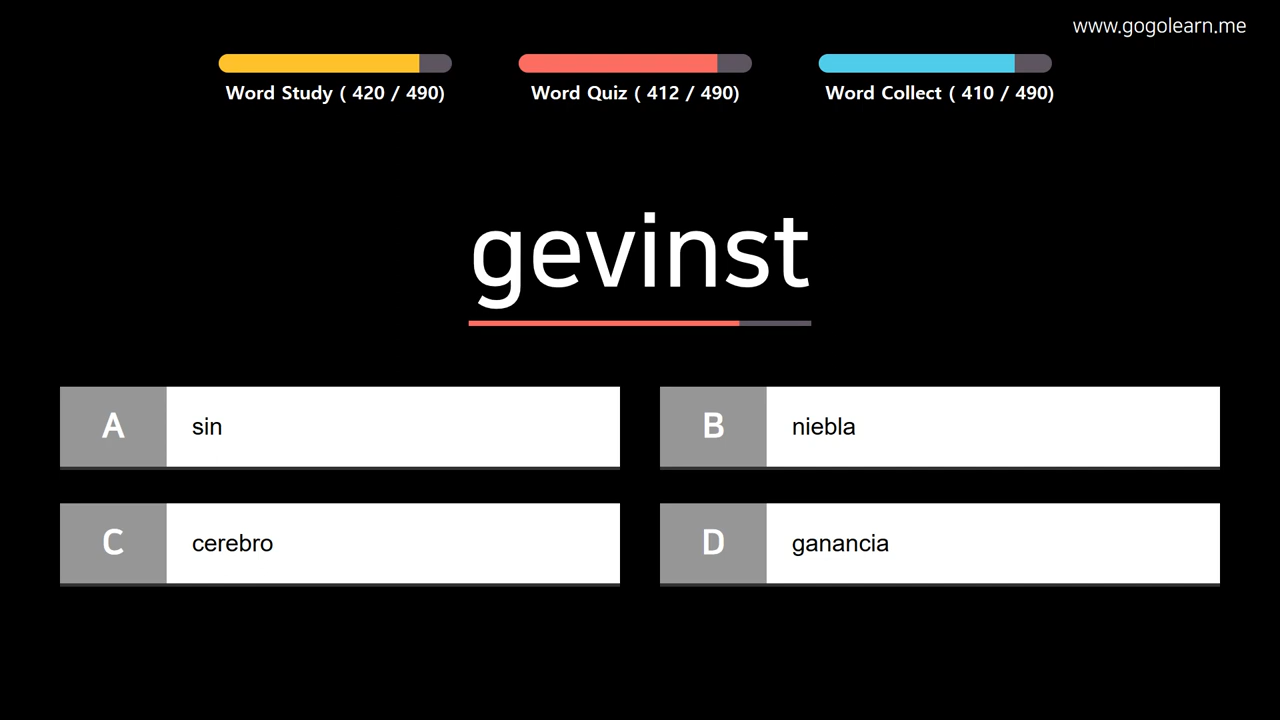 www.gogolearn.me
Word Study ( 420 / 490)
Word Quiz ( 412 / 490)
Word Collect ( 410 / 490)
gevinst
A sin
B niebla
C cerebro
D ganancia